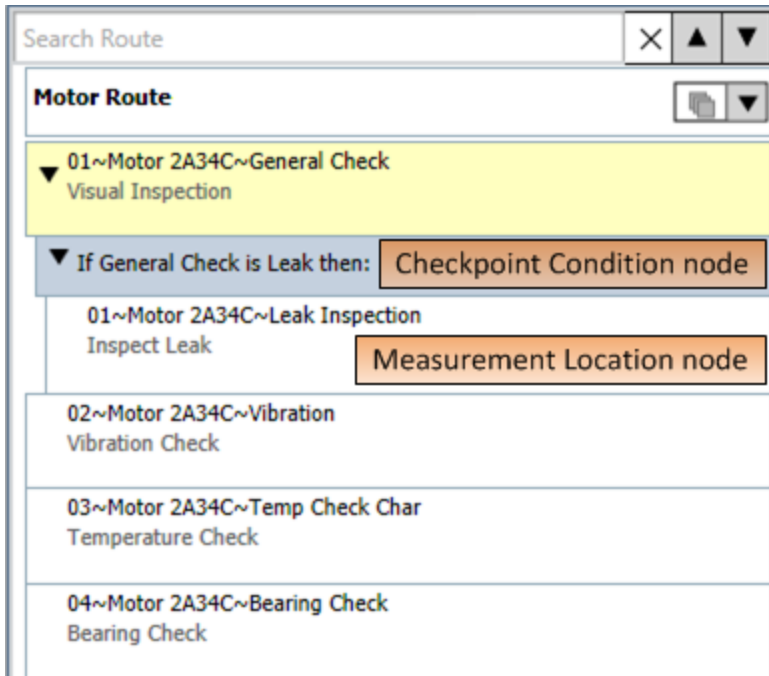 Search Route
Motor Route
01~Motor 2A34C~General Check
Visual Inspection
If General Check is Leak then: Checkpoint Condition node
01~Motor 2A34C~Leak Inspection
Inspect Leak
Measurement Location node
02~Motor 2A34C~Vibration
Vibration Check
03~Motor 2A34C~Temp Check Char
Temperature Check
04~Motor 2A34C~Bearing Check
Bearing Check